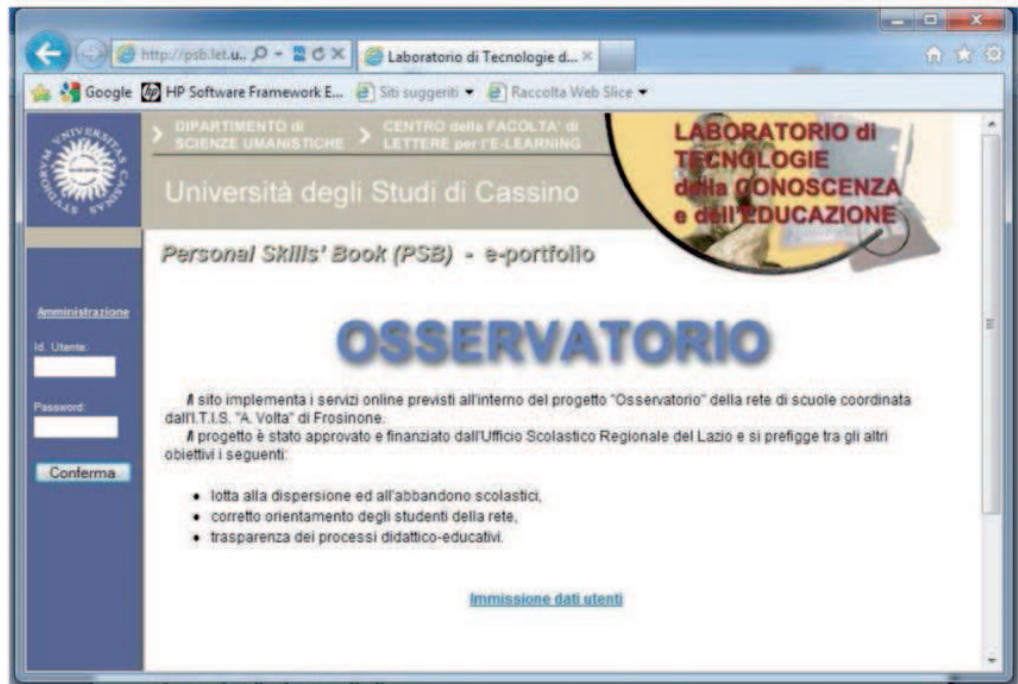 http://psb.let.u..
Laboratorio di Tecnologie d...
Google
HP Software Framework E...
Siti suggeriti
Raccolta Web Slice
DIPARTIMENTO di
SCIENZE UMANISTICHE
CENTRO della FACOLTA' di
LETTERE per l'E-LEARNING
LABORATORIO di
TECNOLOGIE
della CONOSCENZA
e dell'EDUCAZIONE
Università degli Studi di Cassino
Personal Skills' Book (PSB) - e-portfolio
Amministrazione
Id. Utente:
Password:
Conferma
OSSERVATORIO
Il sito implementa i servizi online previsti all'interno del progetto "Osservatorio" della rete di scuole coordinata
dall'I.T.I.S. "A. Volta" di Frosinone.
Il progetto è stato approvato e finanziato dall'Ufficio Scolastico Regionale del Lazio e si prefigge tra gli altri
obiettivi i seguenti:
• lotta alla dispersione ed all'abbandono scolastici,
• corretto orientamento degli studenti della rete,
• trasparenza dei processi didattico-educativi.
Immissione dati utenti